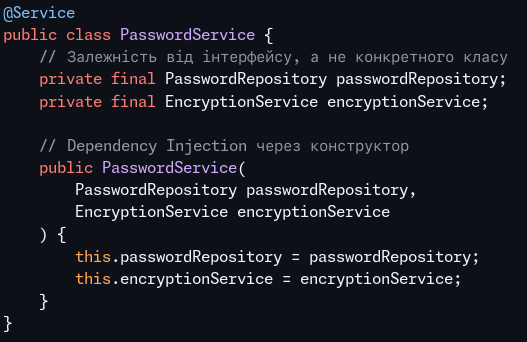 @Service
public class PasswordService {
    // Залежність від інтерфейсу, а не конкретного класу
    private final PasswordRepository passwordRepository;
    private final EncryptionService encryptionService;

    // Dependency Injection через конструктор
    public PasswordService(
        PasswordRepository passwordRepository,
        EncryptionService encryptionService
    ) {
        this.passwordRepository = passwordRepository;
        this.encryptionService = encryptionService;
    }
}